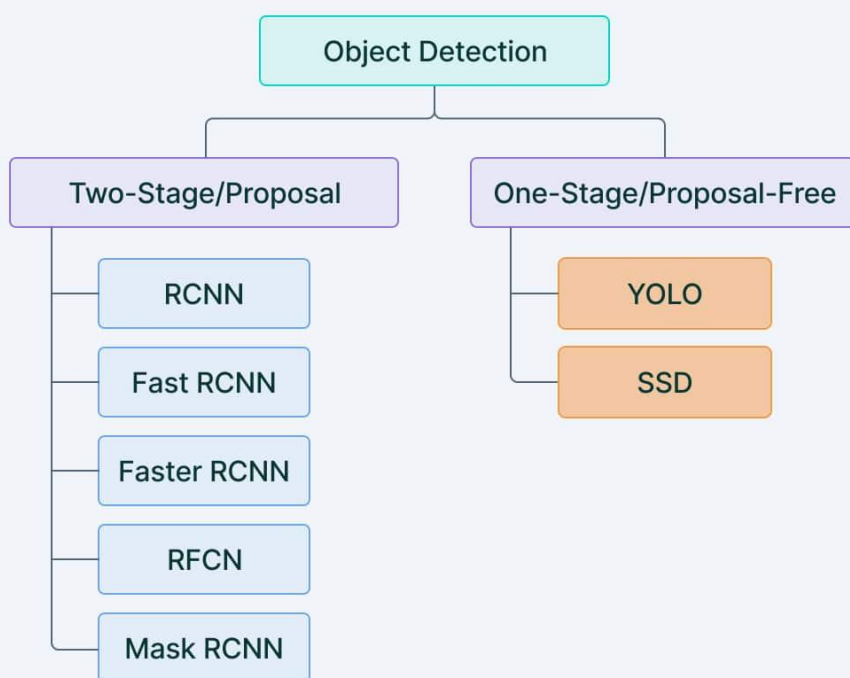 Object Detection
Two-Stage/Proposal
One-Stage/Proposal-Free
RCNN
YOLO
Fast RCNN
SSD
Faster RCNN
RFCN
Mask RCNN